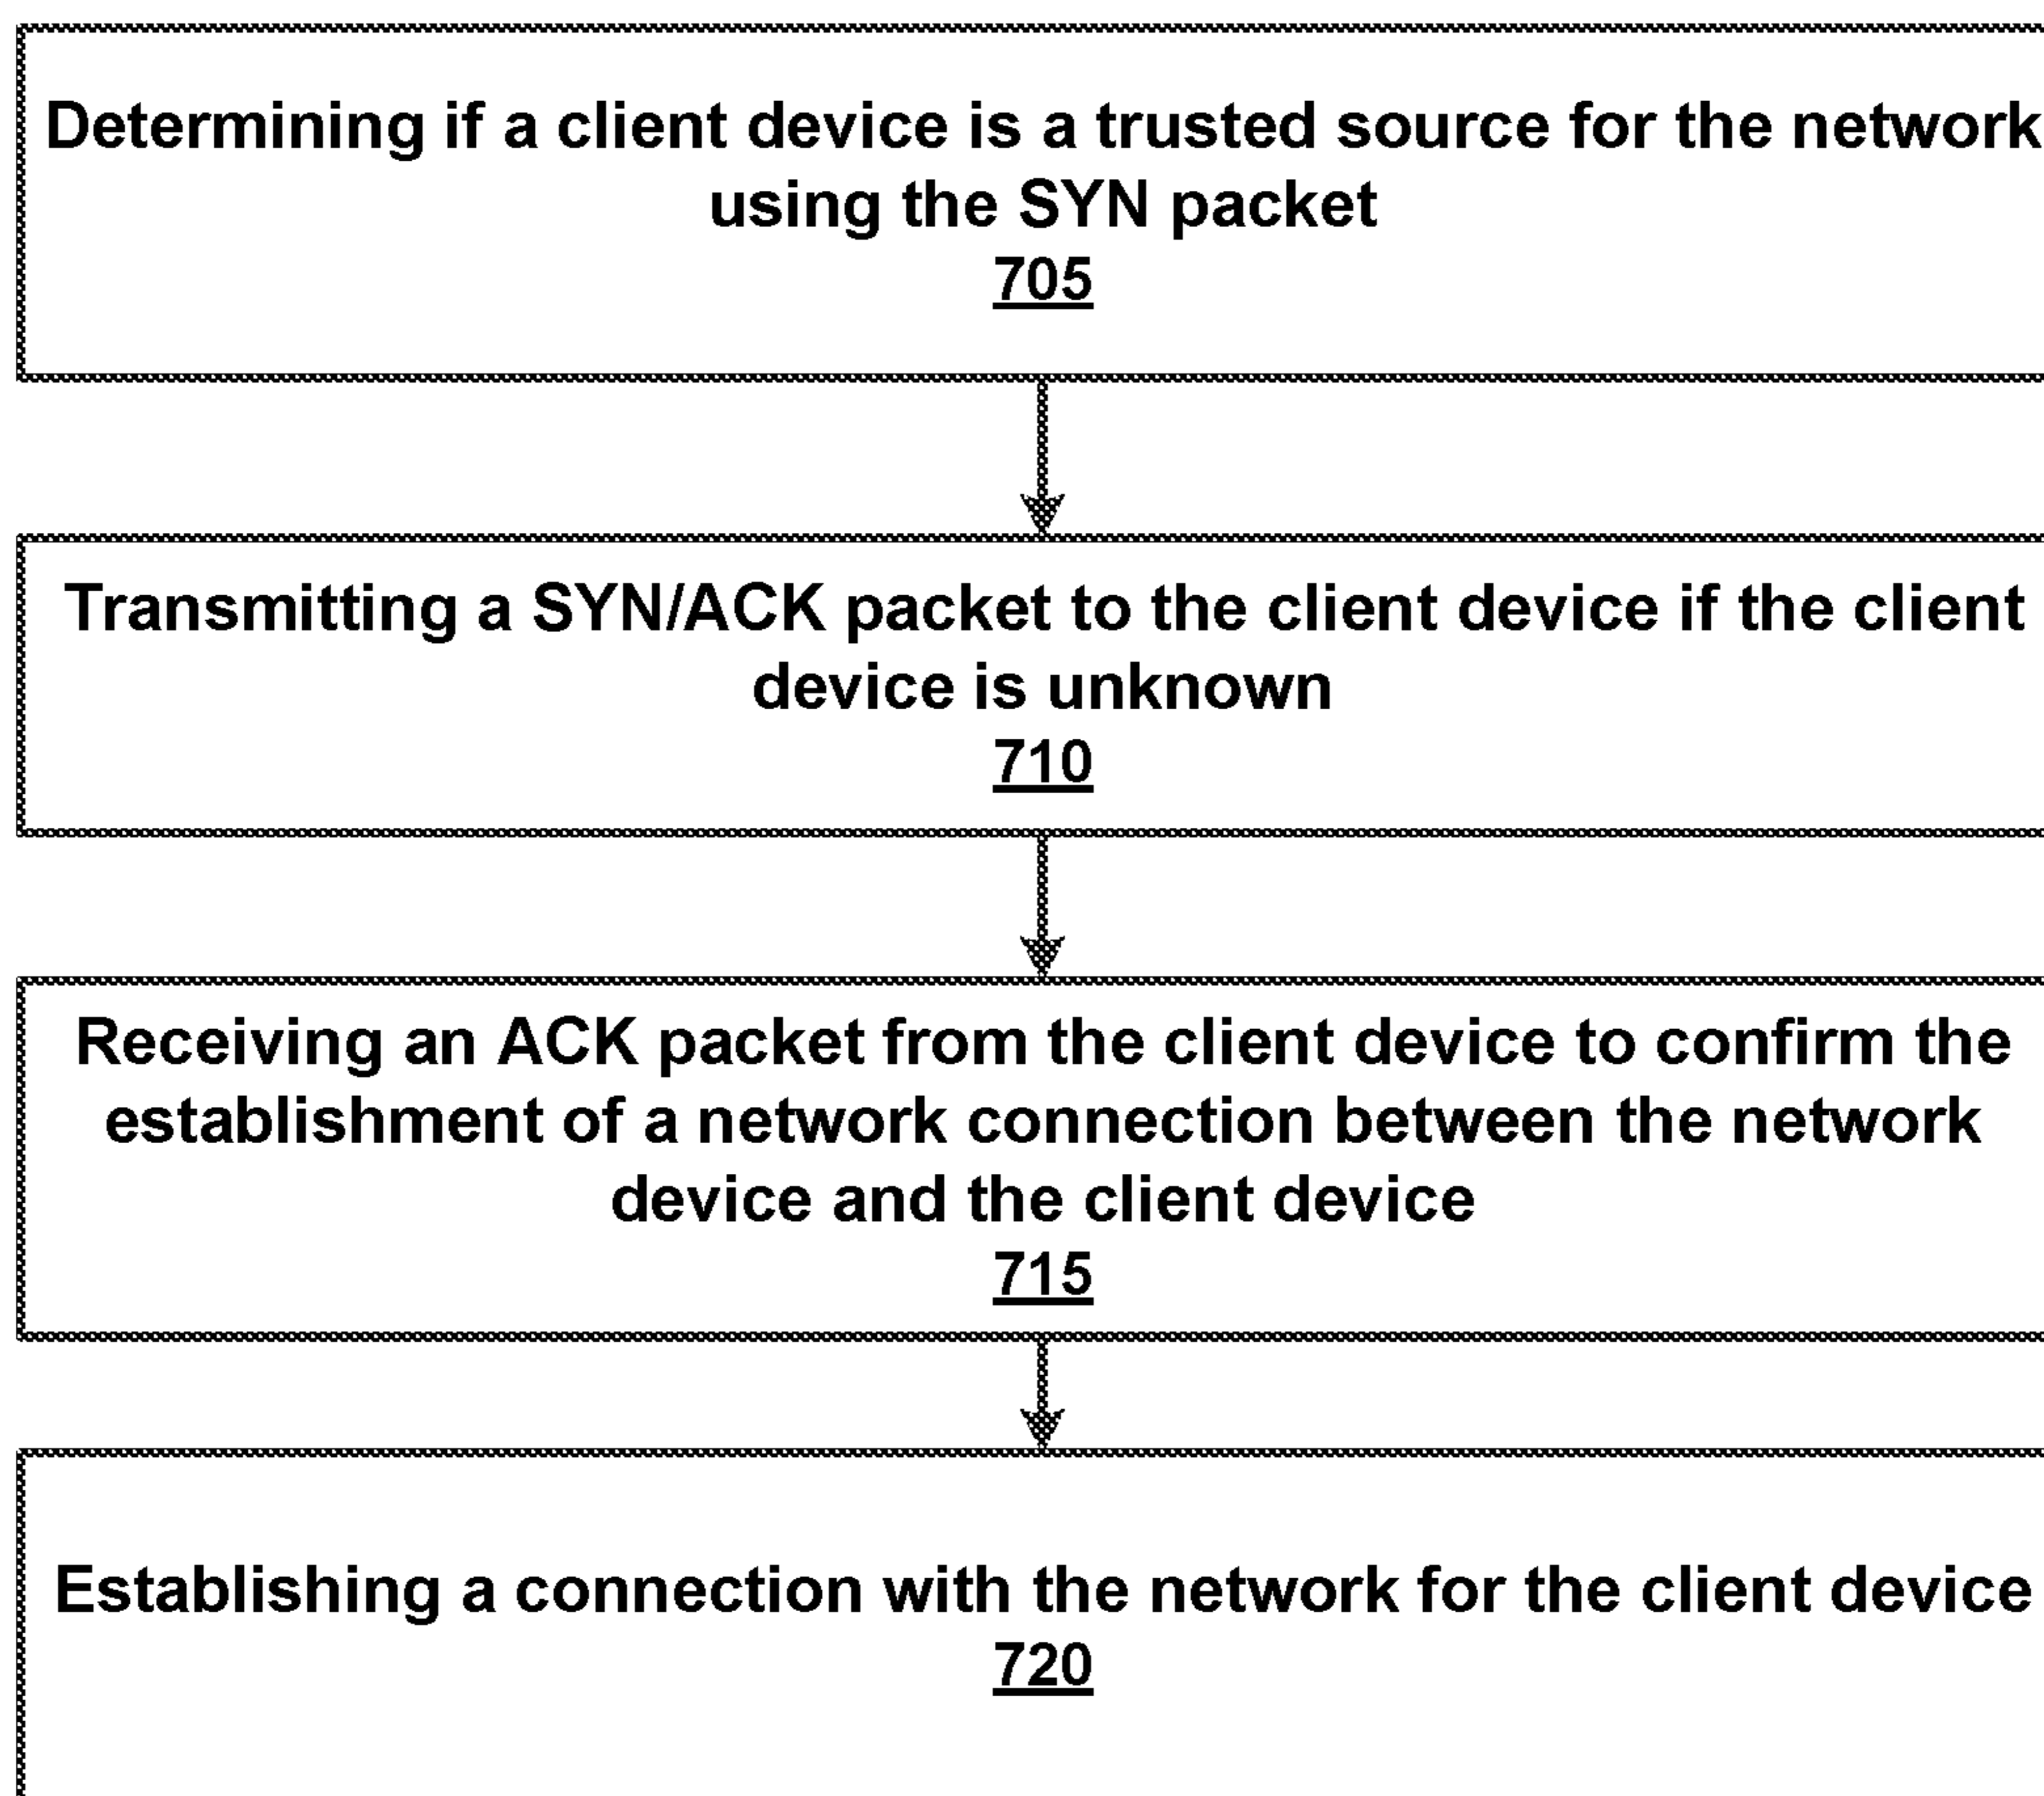 Determining if a client device is a trusted source for the network
using the SYN packet
705
Transmitting a SYN/ACK packet to the client device if the client
device is unknown
710
Receiving an ACK packet from the client device to confirm the
establishment of a network connection between the network
device and the client device
715
Establishing a connection with the network for the client device
720